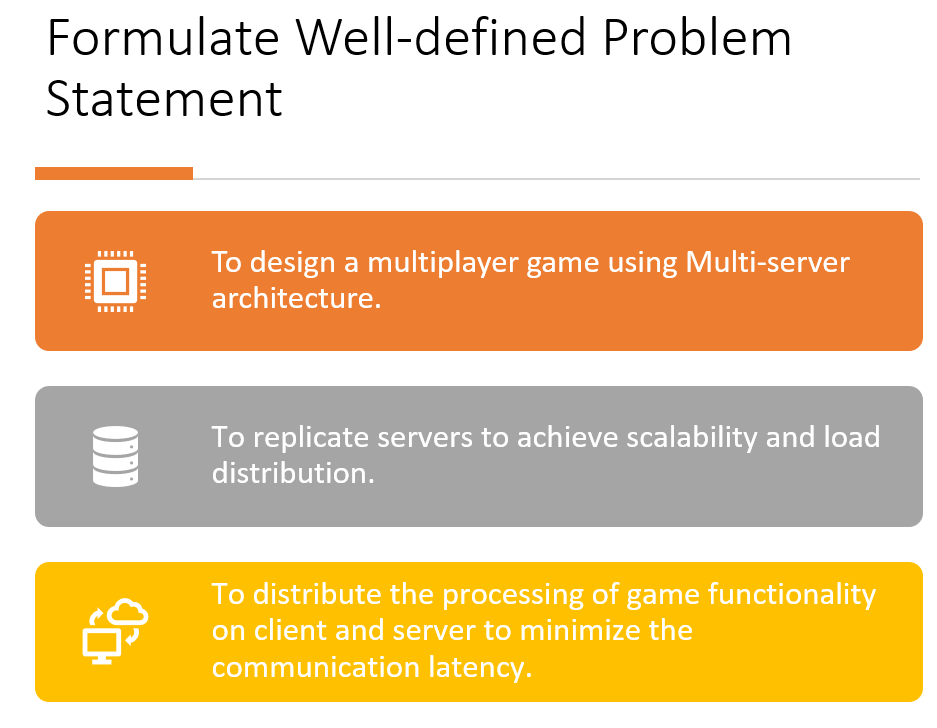 Formulate Well-defined Problem
Statement
To design a multiplayer game using Multi-server
architecture.
To replicate servers to achieve scalability and load
distribution.
To distribute the processing of game functionality
on client and server to minimize the
communication latency.